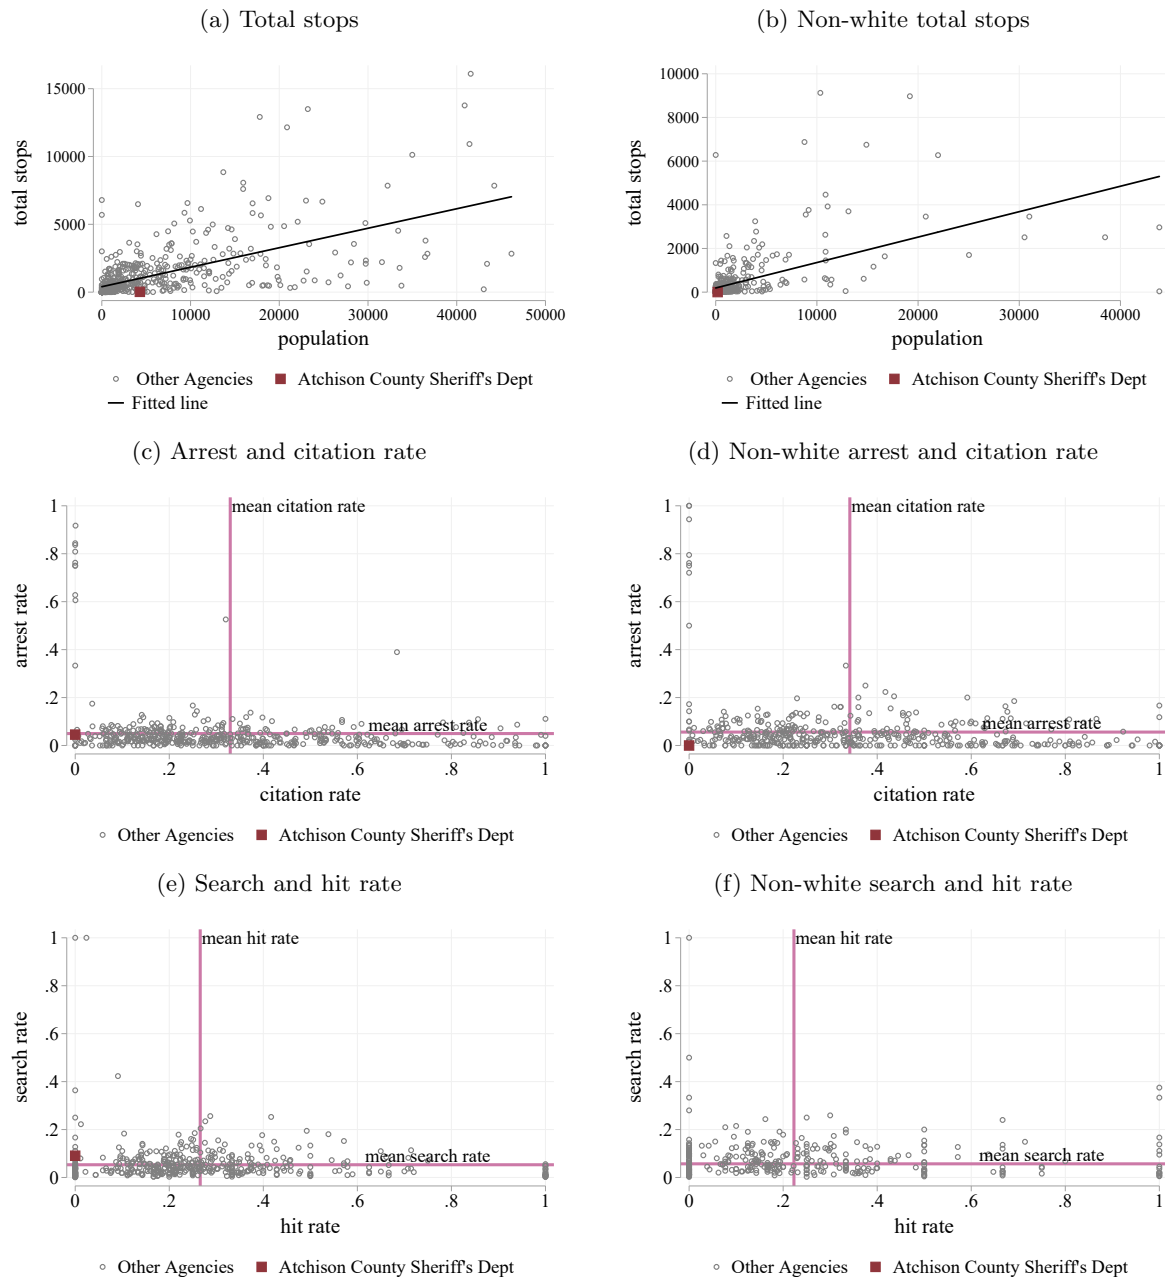 (a) Total stops
(b) Non-white total stops
total stops
15000
10000
5000
0
0 10000 20000 30000 40000 50000
population
Other Agencies Atchison County Sheriff's Dept
Fitted line
total stops
10000
8000
6000
4000
2000
0
0 10000 20000 30000 40000
population
Other Agencies Atchison County Sheriff's Dept
Fitted line
(c) Arrest and citation rate
(d) Non-white arrest and citation rate
arrest rate
1
.8
.6
.4
.2
0
mean citation rate
mean arrest rate
0 .2 .4 .6 .8 1
citation rate
Other Agencies Atchison County Sheriff's Dept
arrest rate
1
.8
.6
.4
.2
0
mean citation rate
mean arrest rate
0 .2 .4 .6 .8 1
citation rate
Other Agencies Atchison County Sheriff's Dept
(e) Search and hit rate
(f) Non-white search and hit rate
search rate
1
.8
.6
.4
.2
0
mean hit rate
mean search rate
0 .2 .4 .6 .8 1
hit rate
Other Agencies Atchison County Sheriff's Dept
search rate
1
.8
.6
.4
.2
0
mean hit rate
mean search rate
0 .2 .4 .6 .8 1
hit rate
Other Agencies Atchison County Sheriff's Dept